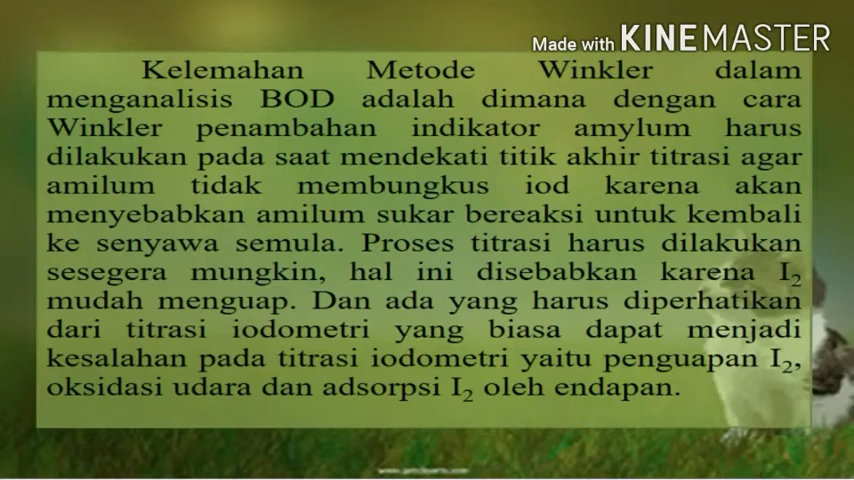 Made with KINEMASTER
Kelemahan Metode Winkler dalam
menganalisis BOD adalah dimana dengan cara
Winkler penambahan indikator amylum harus
dilakukan pada saat mendekati titik akhir titrasi agar
amilum tidak membungkus iod karena akan
menyebabkan amilum sukar bereaksi untuk kembali
ke senyawa semula. Proses titrasi harus dilakukan
sesegera mungkin, hal ini disebabkan karena I₂
mudah menguap. Dan ada yang harus diperhatikan
dari titrasi iodometri yang biasa dapat menjadi
kesalahan pada titrasi iodometri yaitu penguapan I₂,
oksidasi udara dan adsorpsi I₂ oleh endapan.